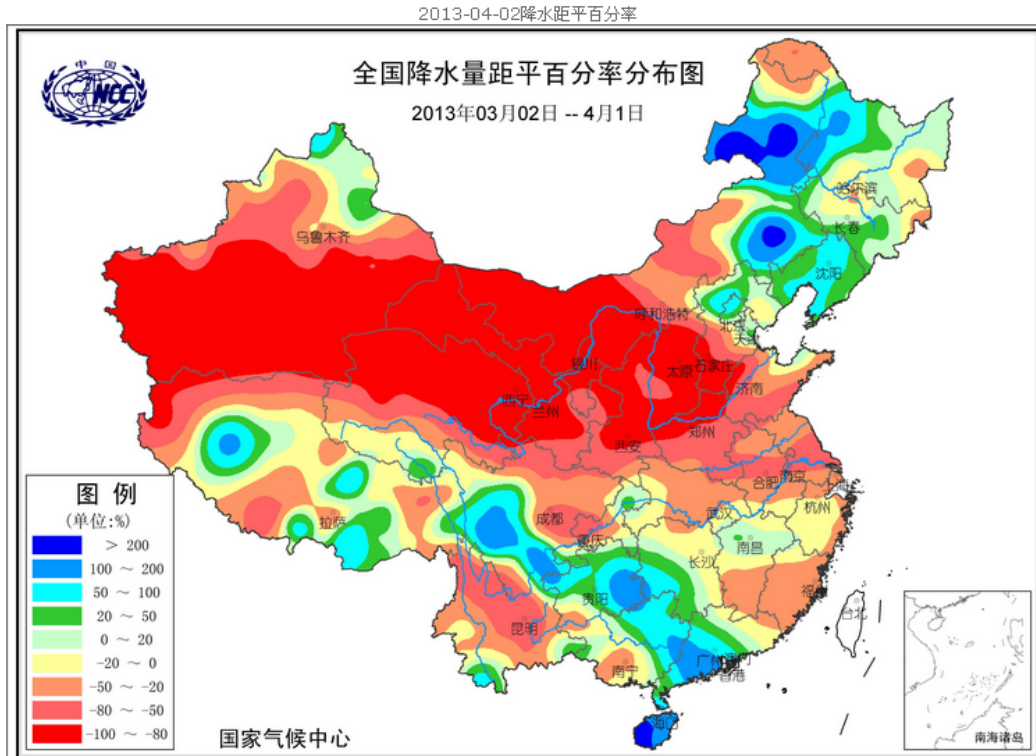 2013-04-02降水距平百分率
中国
NCC
全国降水量距平百分率分布图
2013年03月02日 -- 4月1日
哈尔滨
长春
乌鲁木齐
沈阳
呼和浩特
北京
天津
银川
太原
石家庄
济南
西宁
兰州
郑州
西安
合肥
南京
上海
杭州
武汉
成都
拉萨
重庆
南昌
长沙
贵阳
福州
台北
昆明
南宁
广州
澳门
香港
海口
图 例
(单位:%)
> 200
100 ~ 200
50 ~ 100
20 ~ 50
0 ~ 20
-20 ~ 0
-50 ~ -20
-80 ~ -50
-100 ~ -80
国家气候中心
南海诸岛